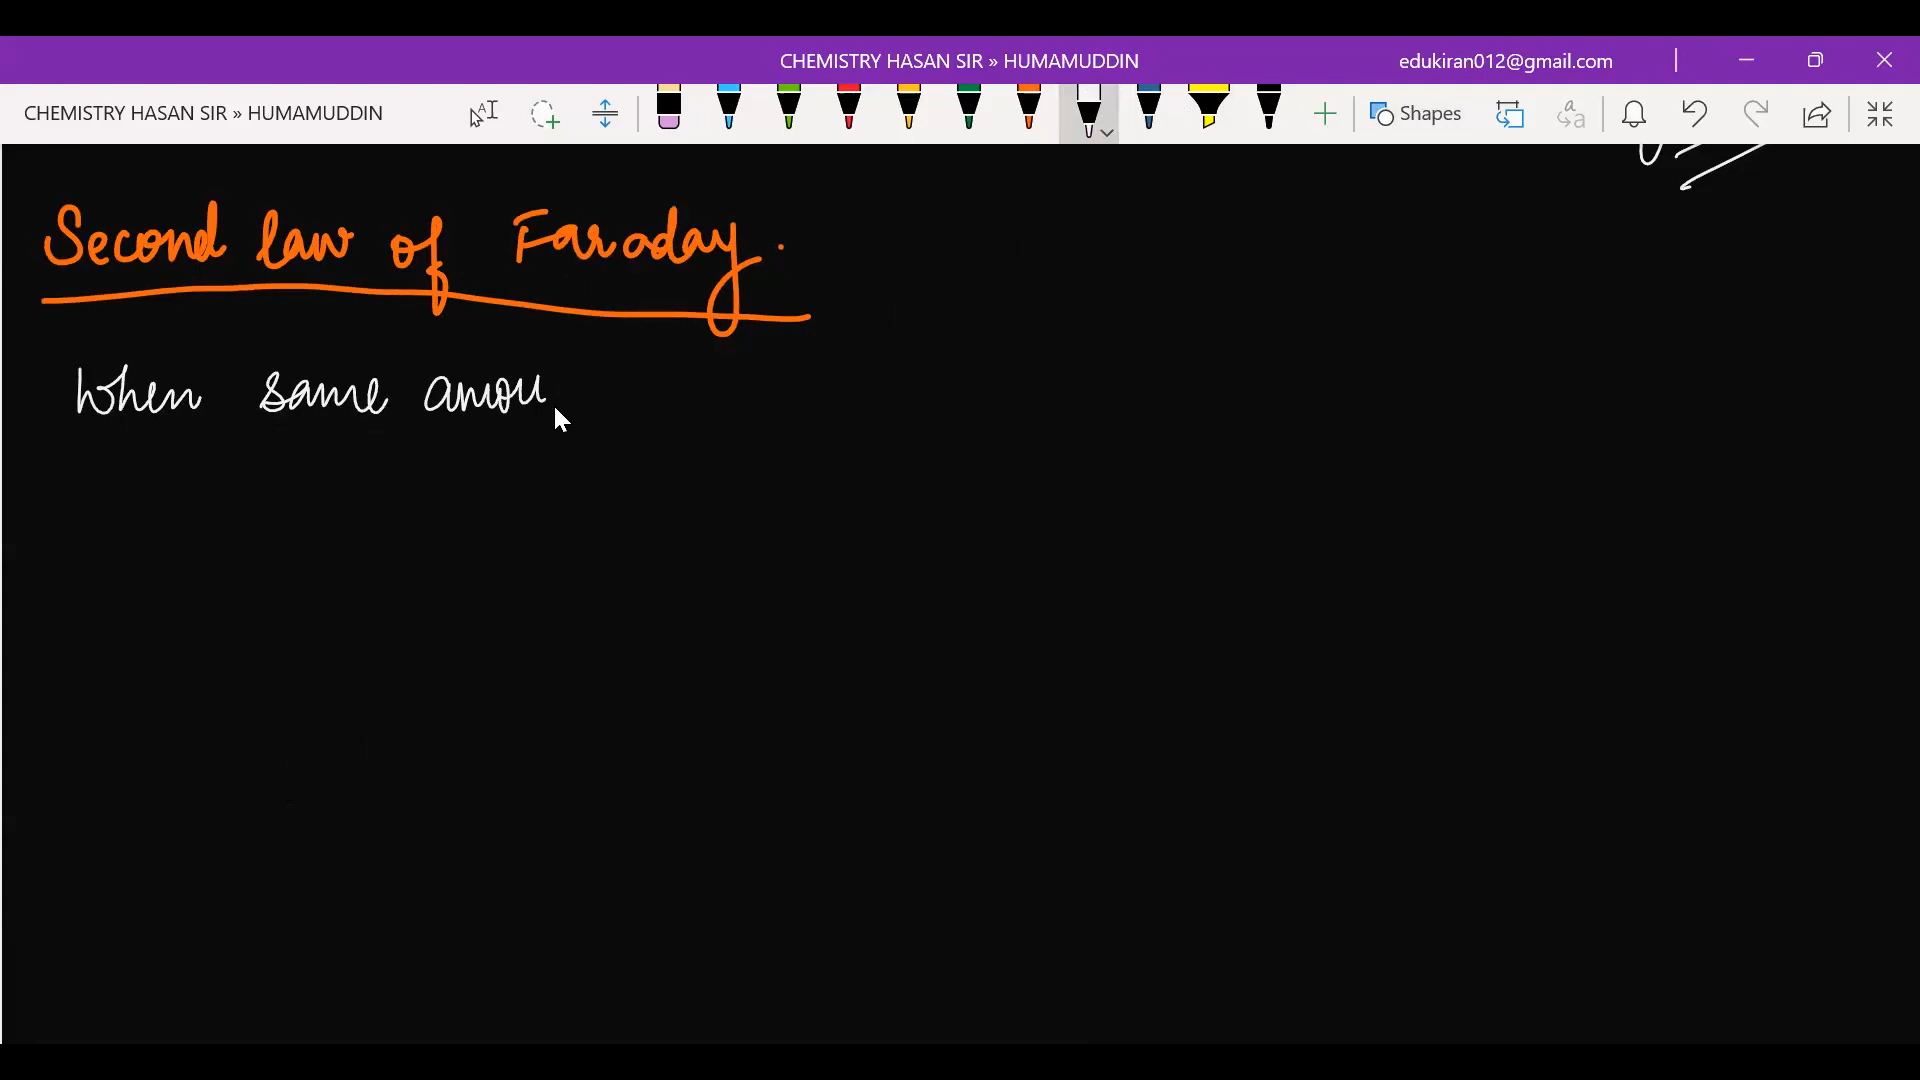 CHEMISTRY HASAN SIR » HUMAMUDDIN
edukiran012@gmail.com
CHEMISTRY HASAN SIR » HUMAMUDDIN
Shapes
Second law of Faraday.
When same amou